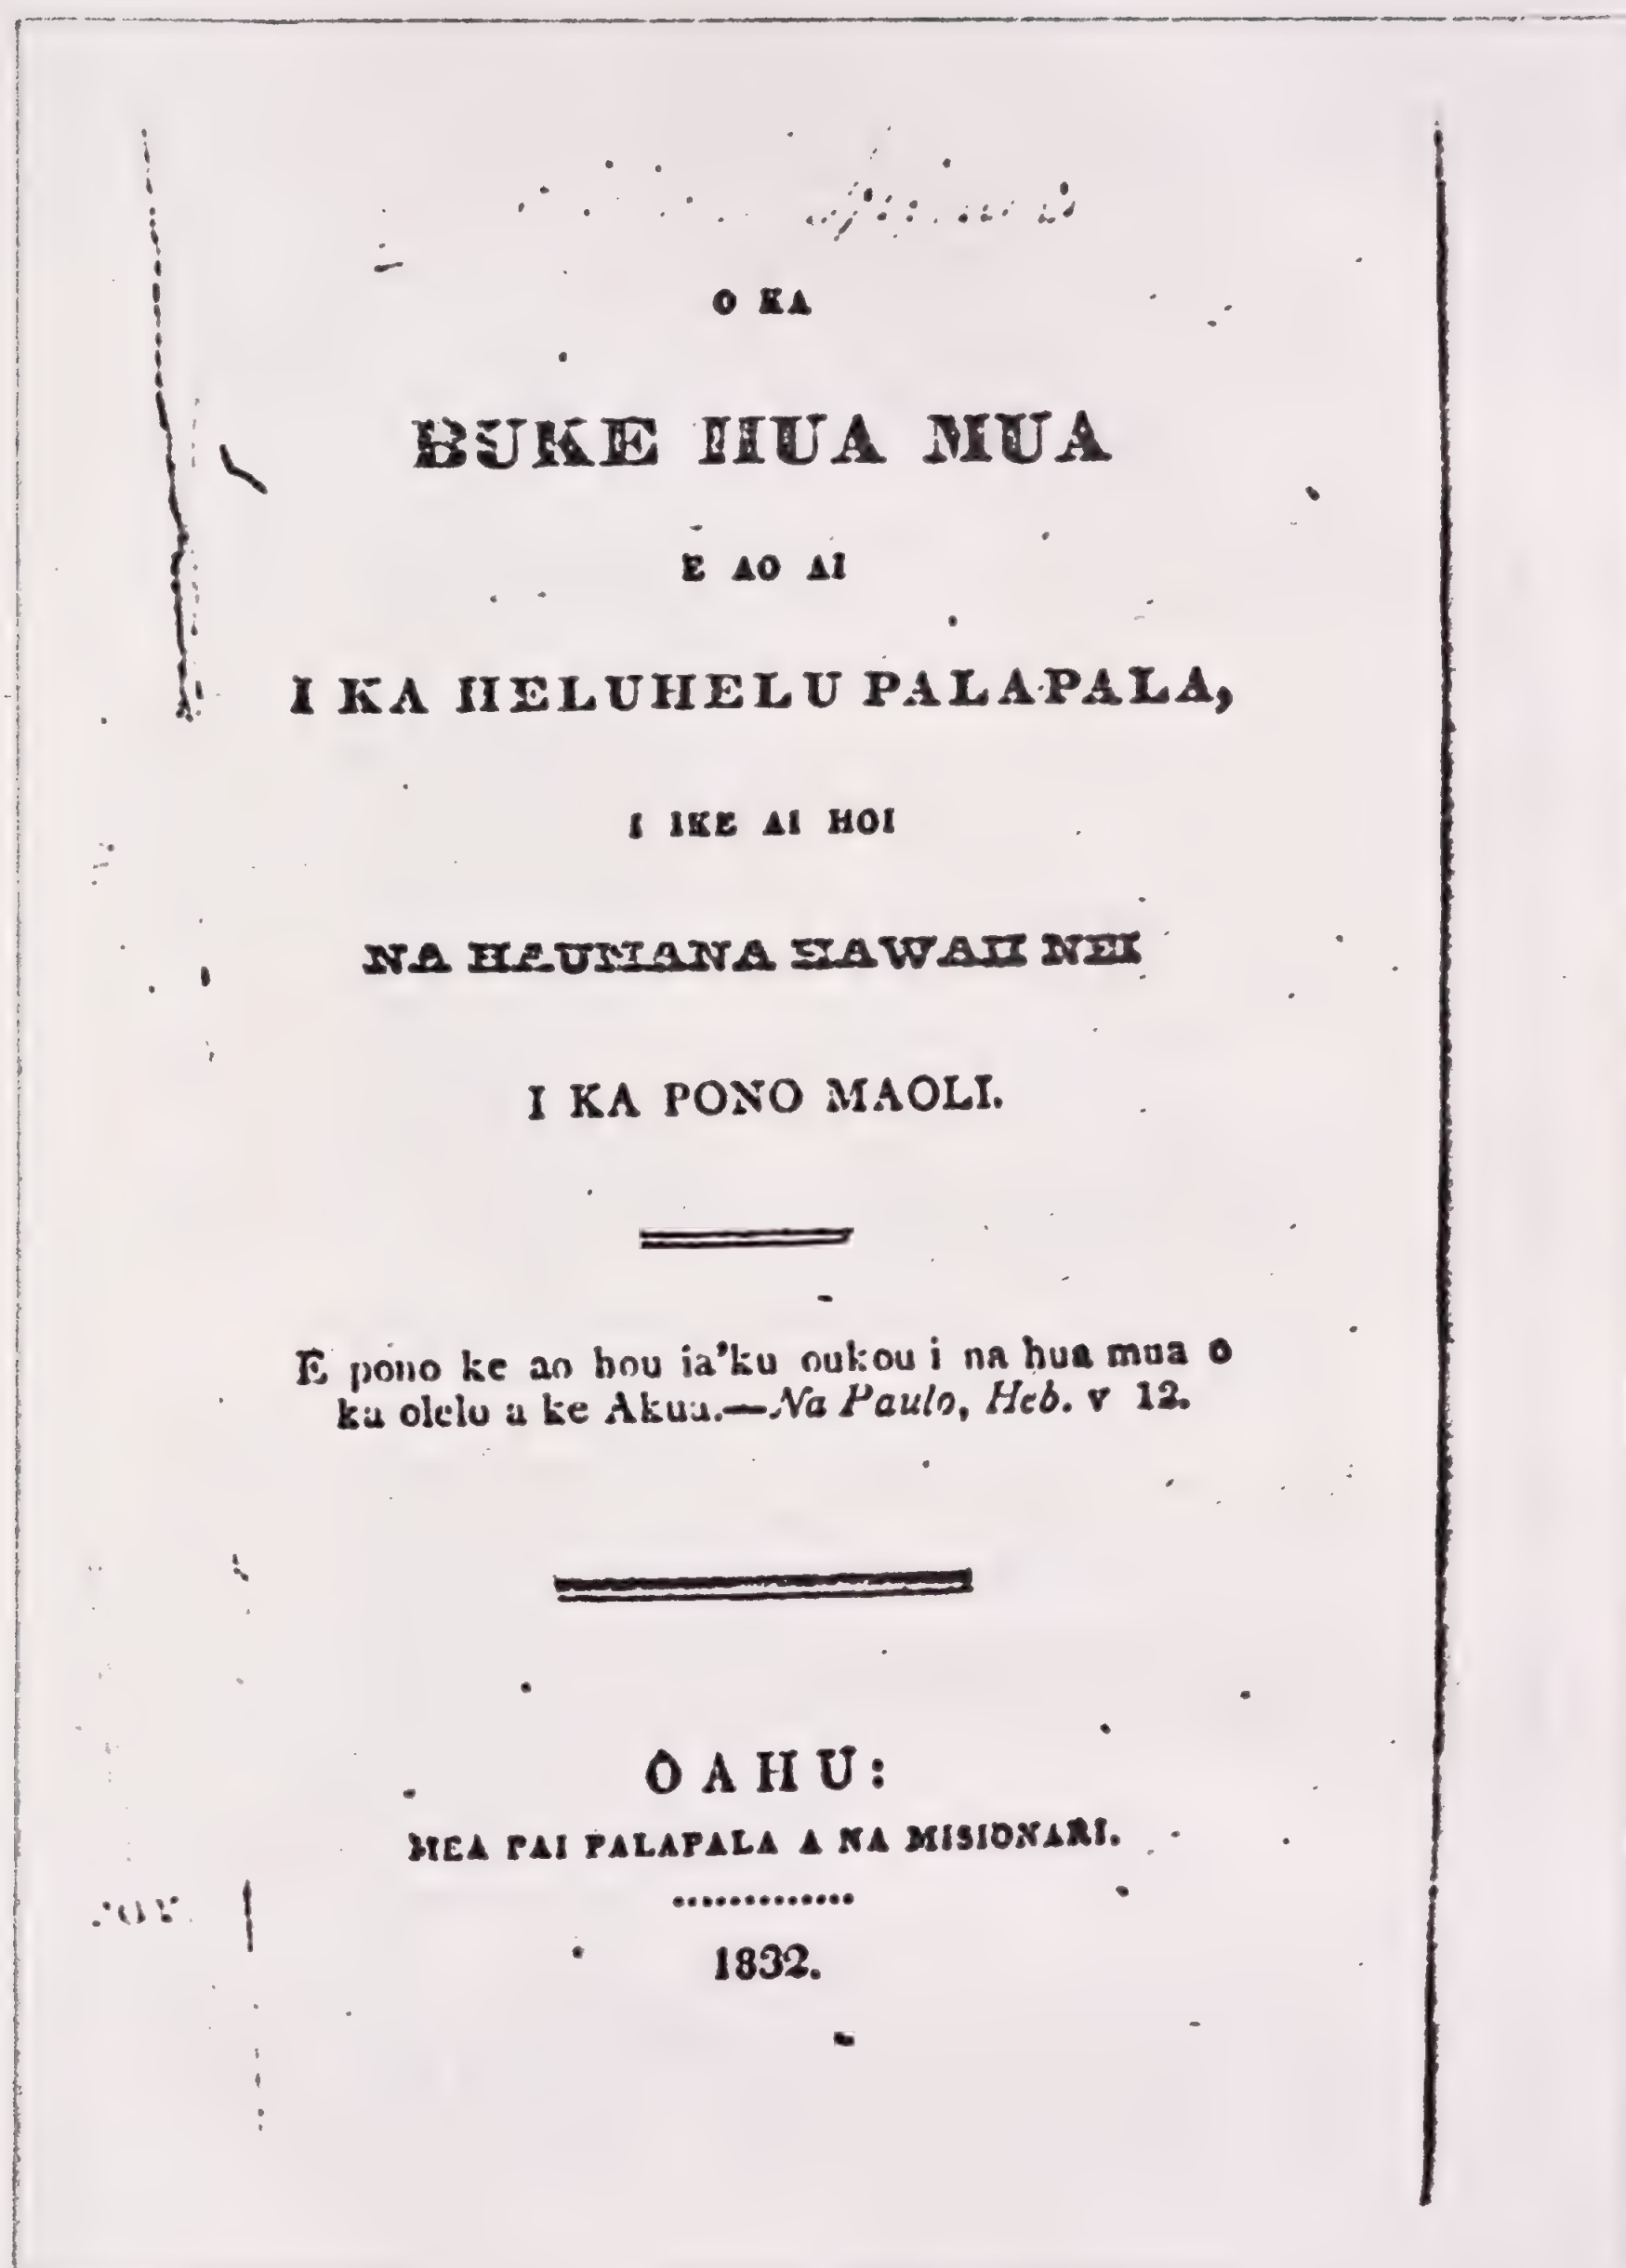 O KA
BUKE HUA MUA
E AO AI
I KA HELUHELU PALAPALA,
I IKE AI HOI
NA HAUMANA HAWAII NEI
I KA PONO MAOLI.
E pono ke ao hou ia'ku oukou i na hua mua o
ka olelo a ke Akua.—Na Paulo, Heb. v 12.
OAHU:
MEA PAI PALAPALA A NA MISIONARI.
1832.